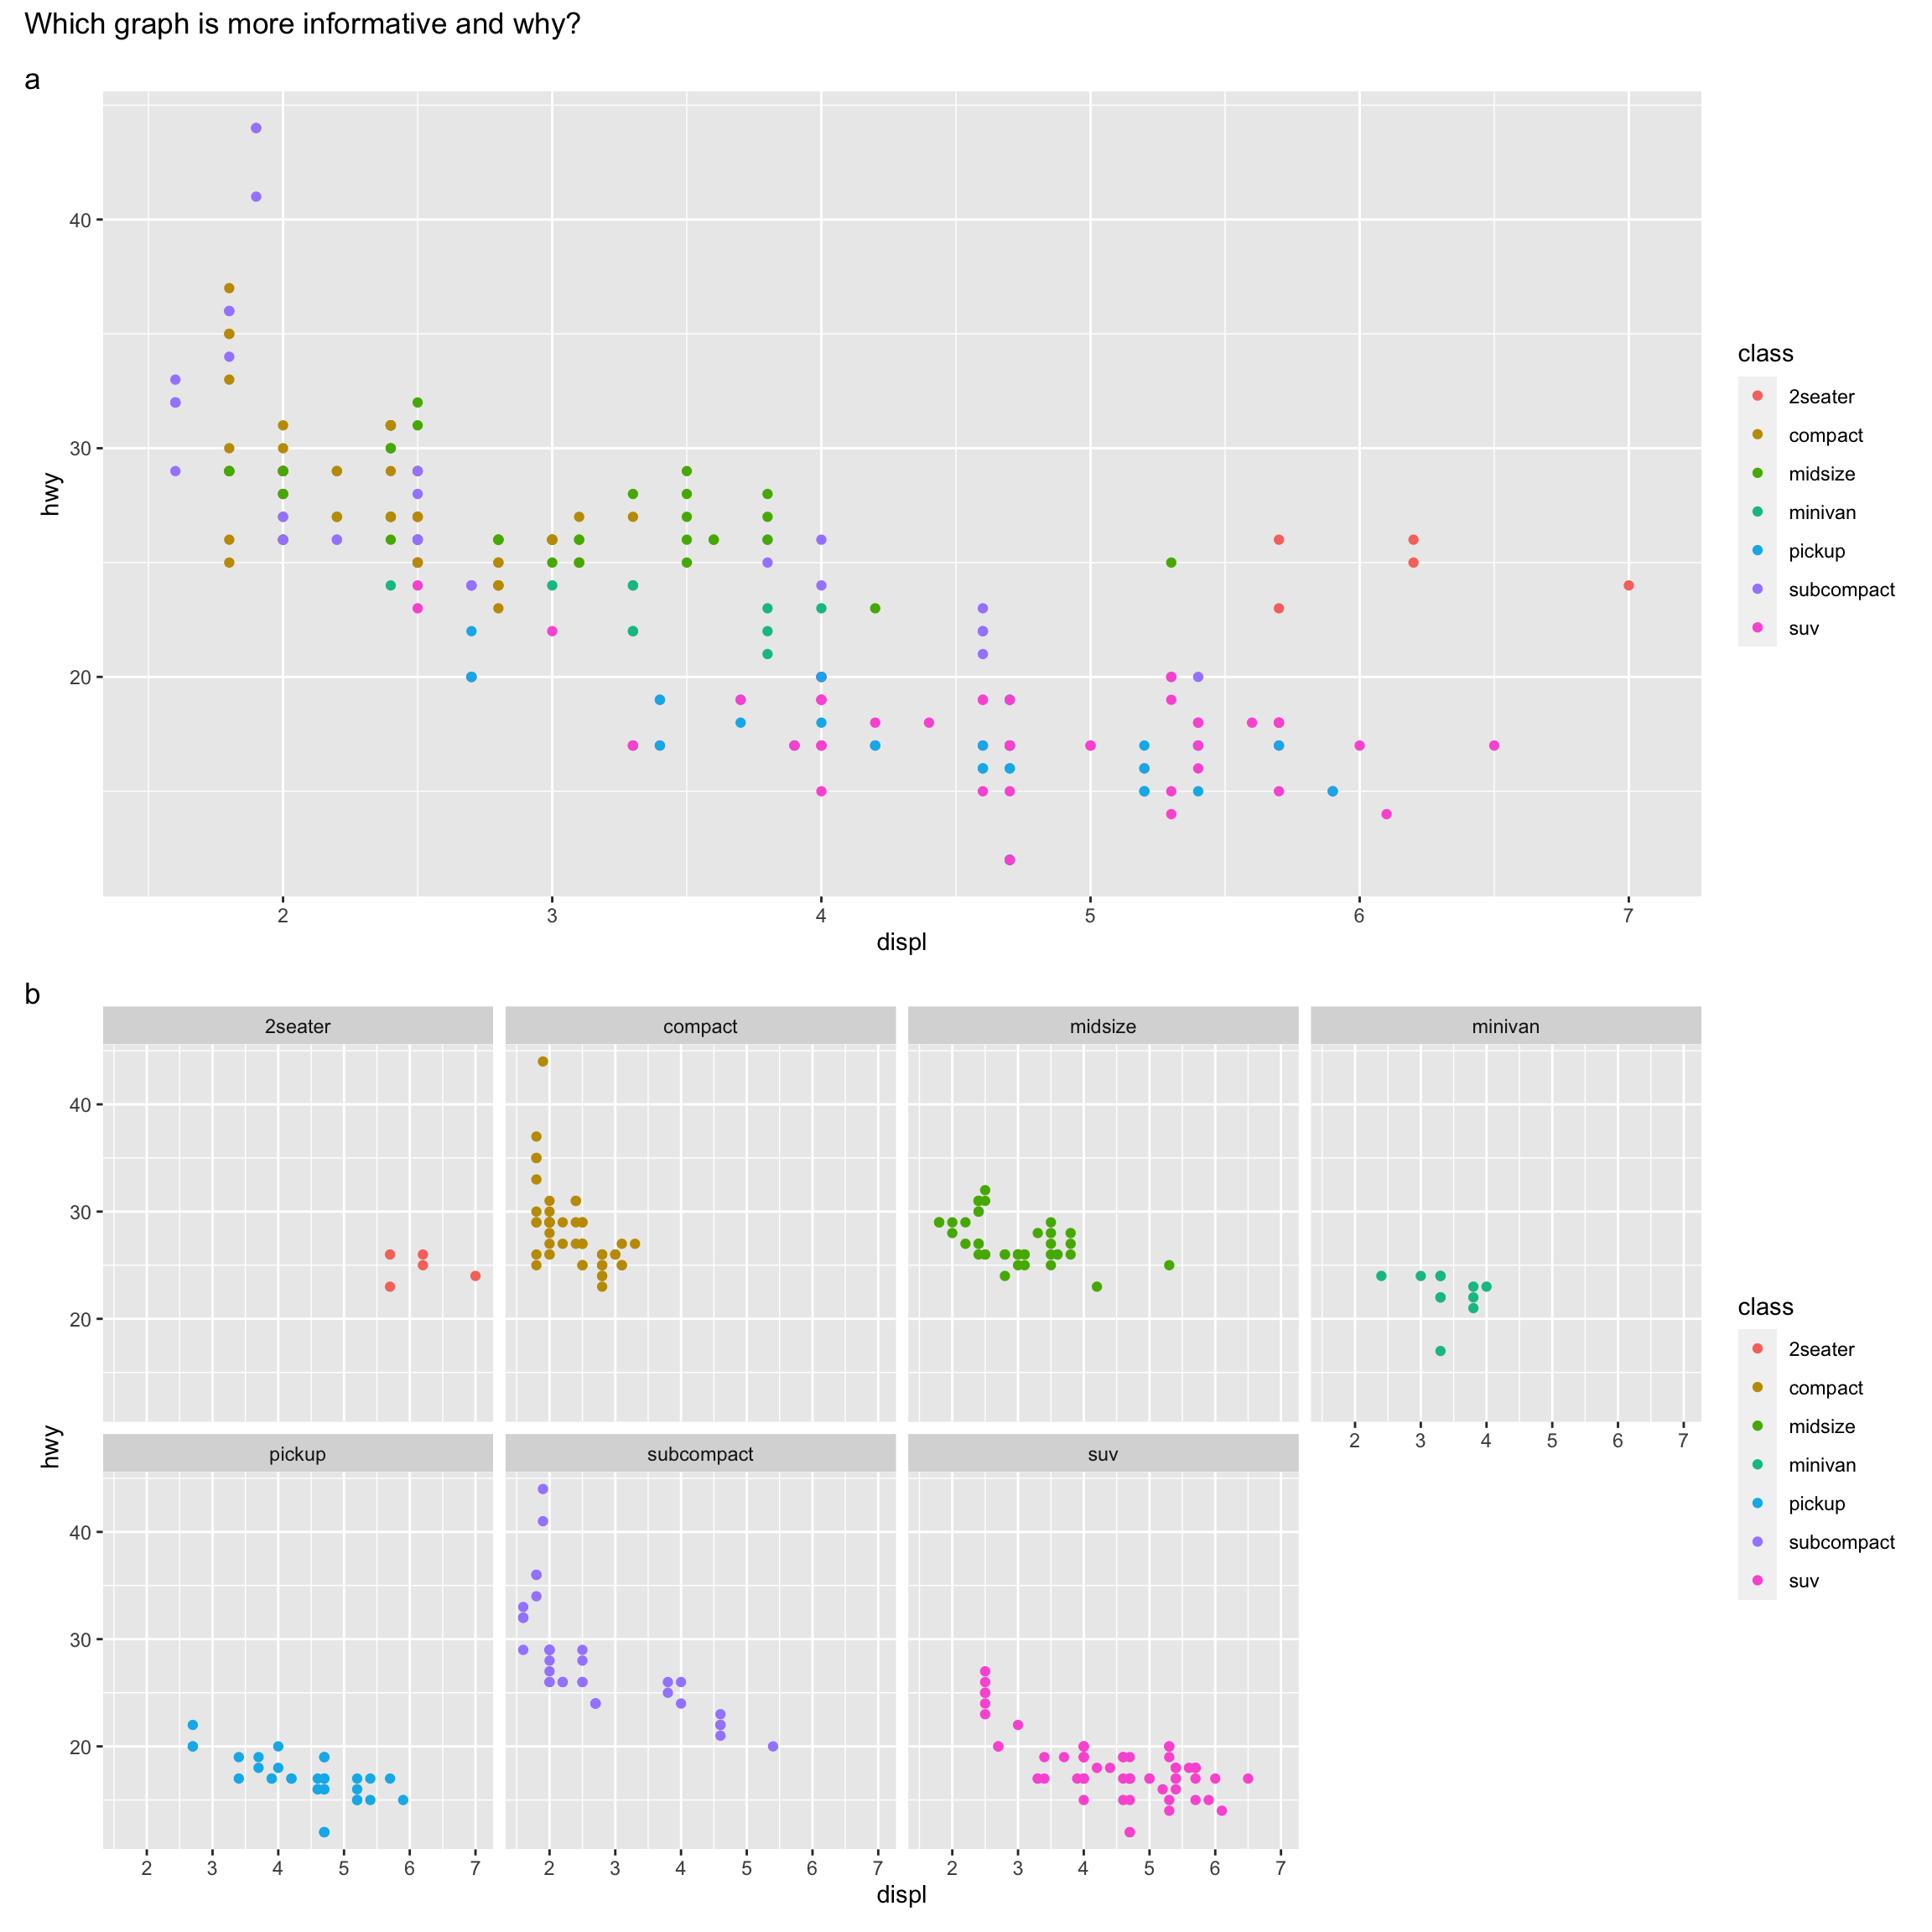 Which graph is more informative and why?
a
40
30
20
hwy
2 3 4 5 6 7
displ
class
2seater
compact
midsize
minivan
pickup
subcompact
suv
b
2seater compact midsize minivan
40
30
20
2 3 4 5 6 7
hwy
pickup subcompact suv
40
30
20
2 3 4 5 6 7 2 3 4 5 6 7 2 3 4 5 6 7
displ
class
2seater
compact
midsize
minivan
pickup
subcompact
suv